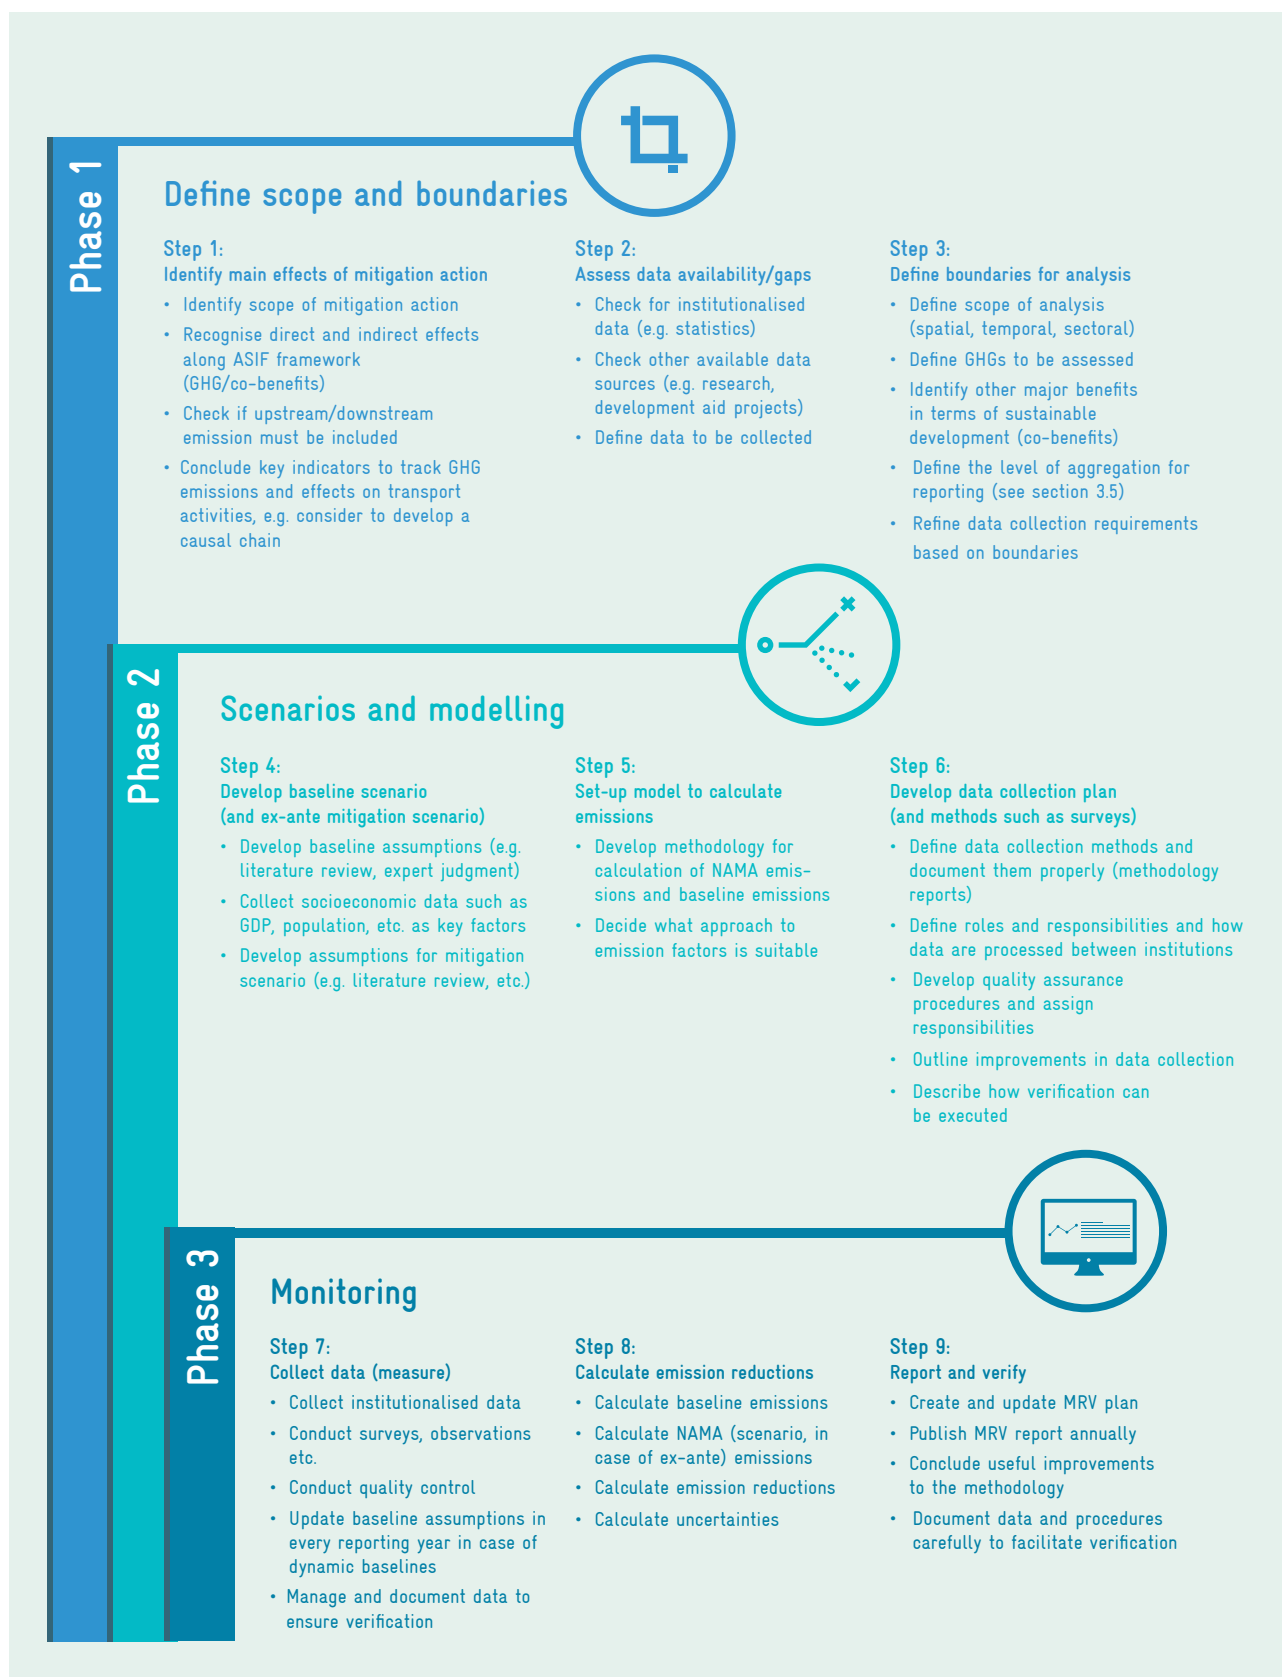 Phase 1
Define scope and boundaries
Step 1:
Identify main effects of mitigation action
• Identify scope of mitigation action
• Recognise direct and indirect effects
along ASIF framework
(GHG/co-benefits)
• Check if upstream/downstream
emission must be included
• Conclude key indicators to track GHG
emissions and effects on transport
activities, e.g. consider to develop a
causal chain
Step 2:
Assess data availability/gaps
• Check for institutionalised
data (e.g. statistics)
• Check other available data
sources (e.g. research,
development aid projects)
• Define data to be collected
Step 3:
Define boundaries for analysis
• Define scope of analysis
(spatial, temporal, sectoral)
• Define GHGs to be assessed
• Identify other major benefits
in terms of sustainable
development (co-benefits)
• Define the level of aggregation for
reporting (see section 3.5)
• Refine data collection requirements
based on boundaries
Phase 2
Scenarios and modelling
Step 4:
Develop baseline scenario
(and ex-ante mitigation scenario)
• Develop baseline assumptions (e.g.
literature review, expert judgment)
• Collect socioeconomic data such as
GDP, population, etc. as key factors
• Develop assumptions for mitigation
scenario (e.g. literature review, etc.)
Step 5:
Set-up model to calculate
emissions
• Develop methodology for
calculation of NAMA emis-
sions and baseline emissions
• Decide what approach to
emission factors is suitable
Step 6:
Develop data collection plan
(and methods such as surveys)
• Define data collection methods and
document them properly (methodology
reports)
• Define roles and responsibilities and how
data are processed between institutions
• Develop quality assurance
procedures and assign
responsibilities
• Outline improvements in data collection
• Describe how verification can
be executed
Phase 3
Monitoring
Step 7:
Collect data (measure)
• Collect institutionalised data
• Conduct surveys, observations
etc.
• Conduct quality control
• Update baseline assumptions in
every reporting year in case of
dynamic baselines
• Manage and document data to
ensure verification
Step 8:
Calculate emission reductions
• Calculate baseline emissions
• Calculate NAMA (scenario, in
case of ex-ante) emissions
• Calculate emission reductions
• Calculate uncertainties
Step 9:
Report and verify
• Create and update MRV plan
• Publish MRV report annually
• Conclude useful improvements
to the methodology
• Document data and procedures
carefully to facilitate verification